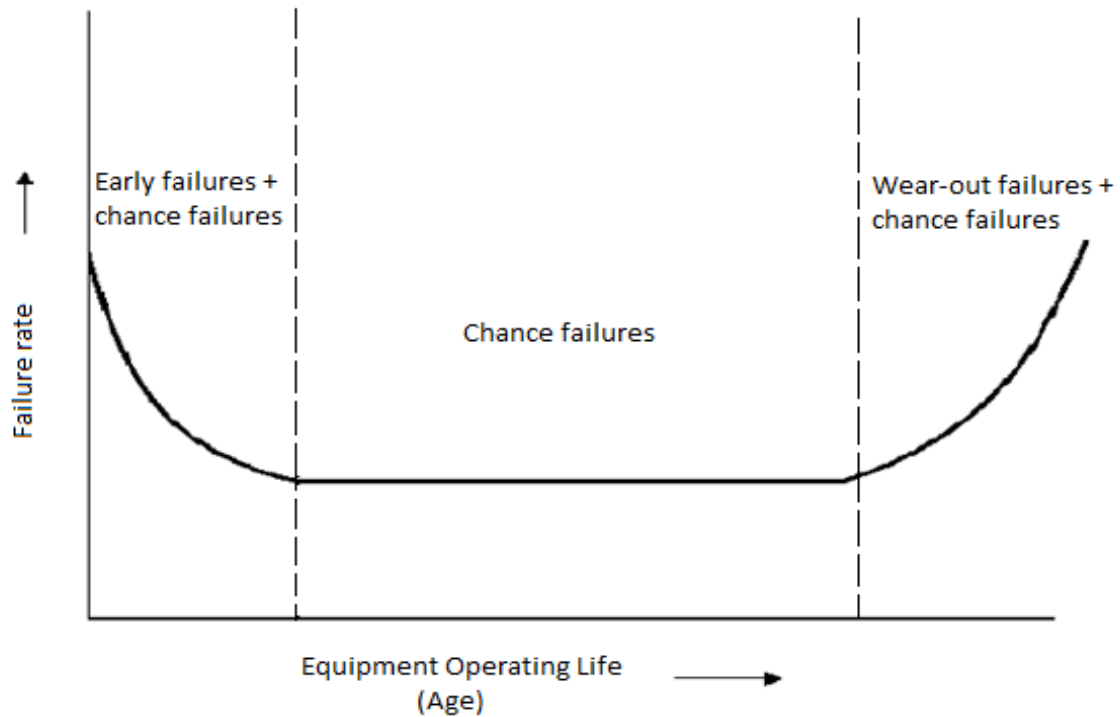 Early failures +
chance failures
Wear-out failures +
chance failures
Chance failures
Failure rate
Equipment Operating Life
(Age)